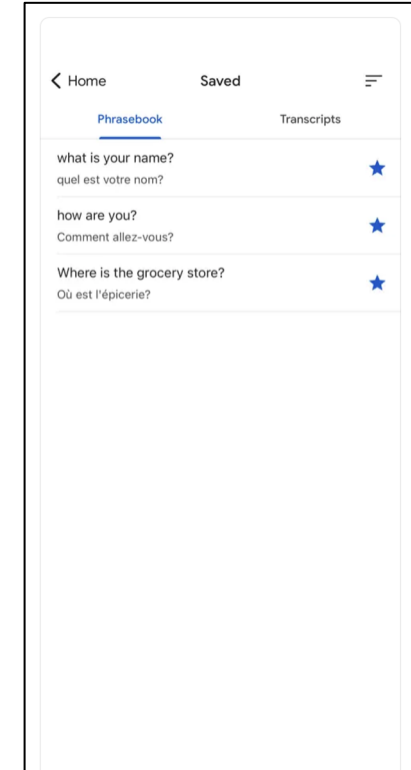 Home
Saved
Phrasebook
Transcripts
what is your name?
quel est votre nom?
how are you?
Comment allez-vous?
Where is the grocery store?
Où est l'épicerie?